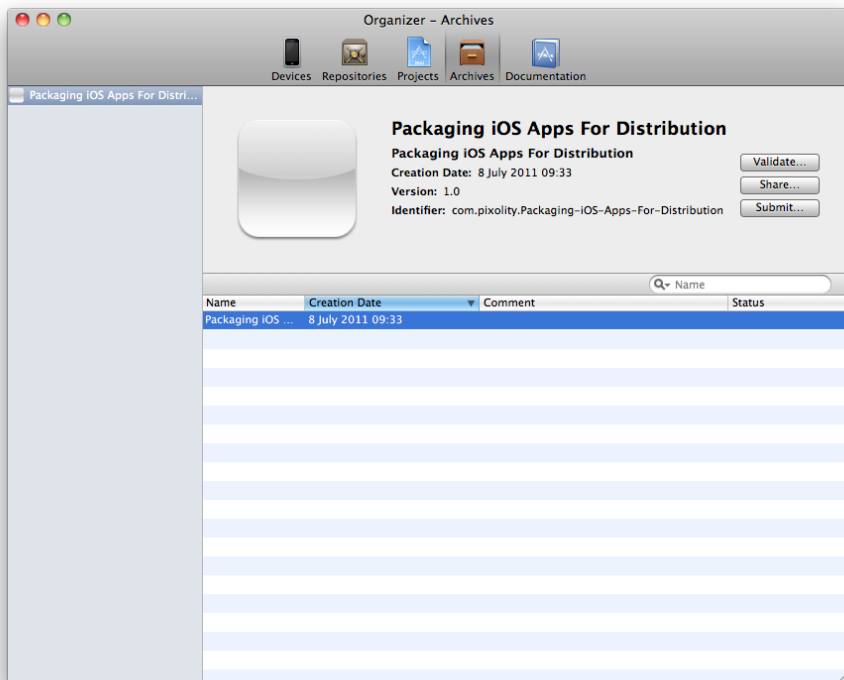 Organizer – Archives
Devices Repositories Projects Archives Documentation
Packaging iOS Apps For Distri...
Packaging iOS Apps For Distribution
Packaging iOS Apps For Distribution
Creation Date: 8 July 2011 09:33
Version: 1.0
Identifier: com.pixolity.Packaging-iOS-Apps-For-Distribution
Validate...
Share...
Submit...
Name
Name Creation Date Comment Status
Packaging iOS ... 8 July 2011 09:33